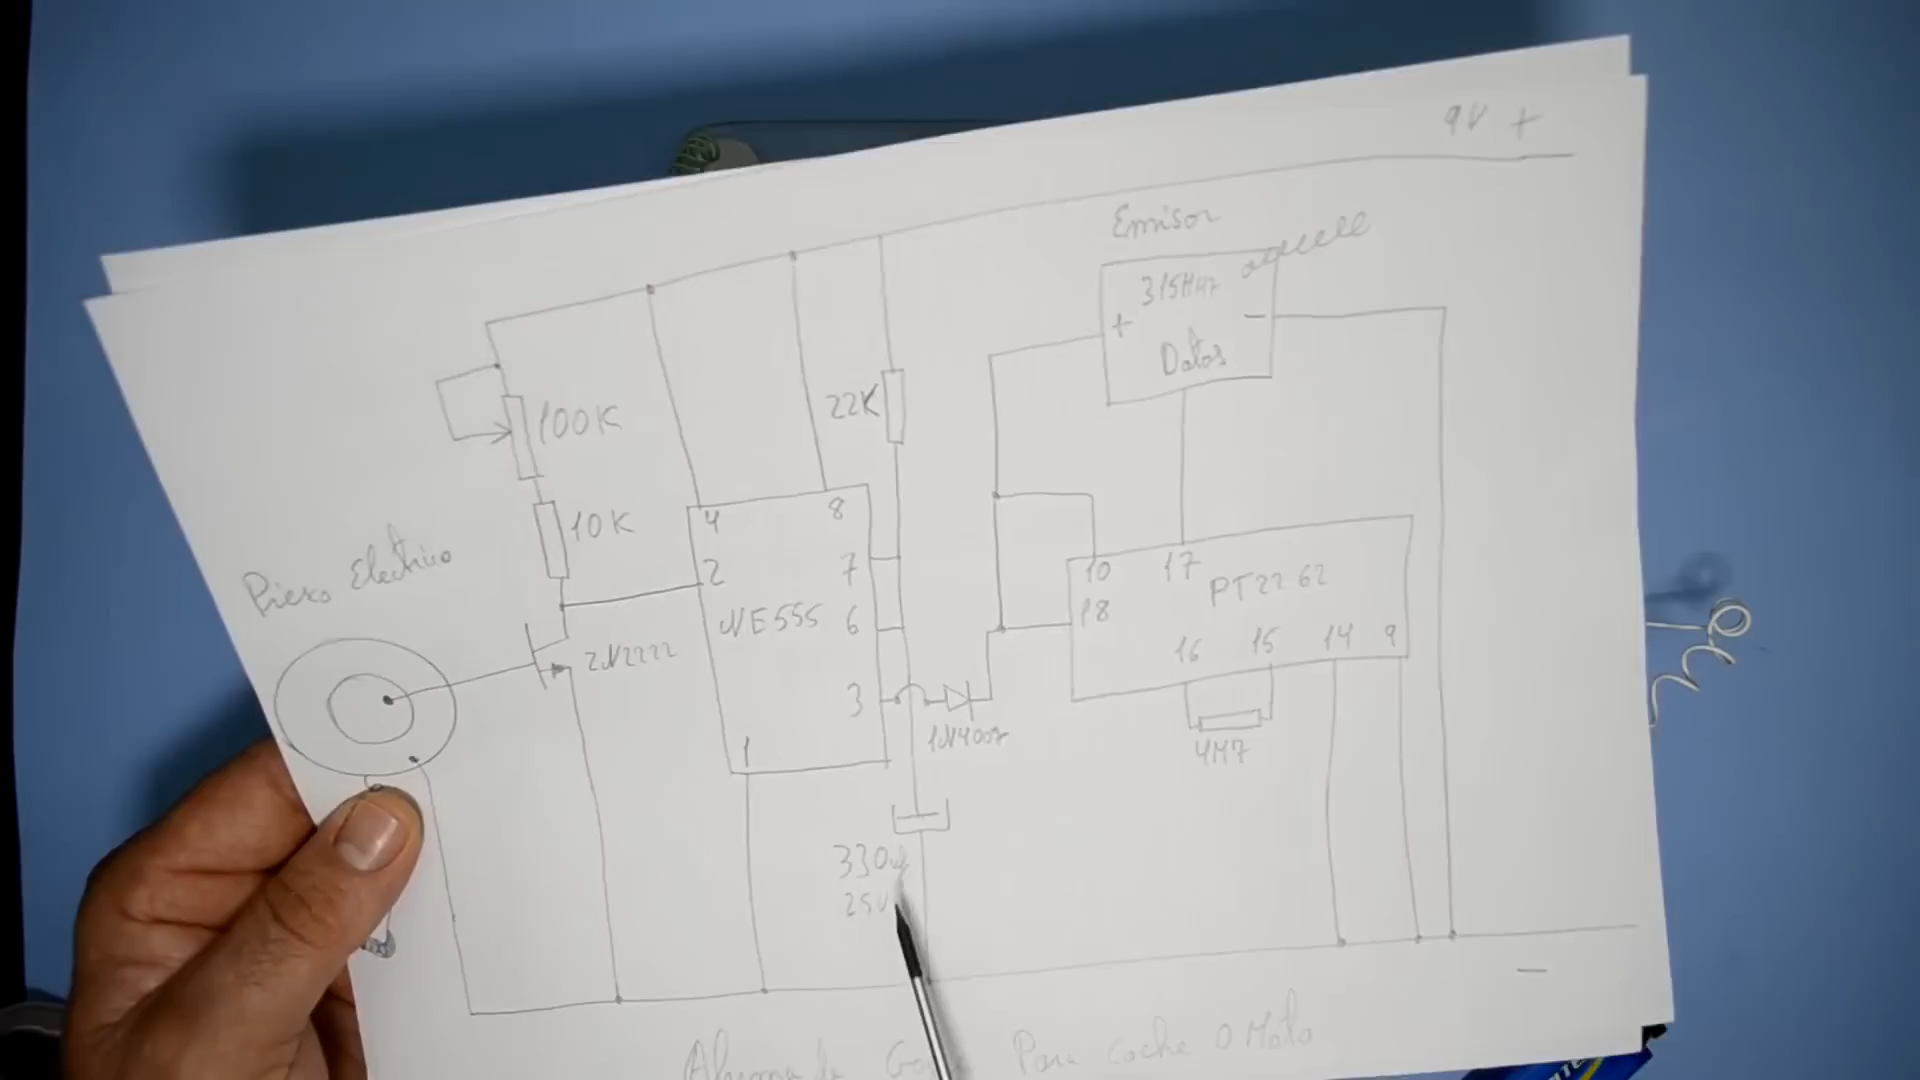 9V +
Emisor
315MHz
+ −
Datos
100K
22K
10K
Piezo Electrico
4 8
2 7
NE555 6
2N2222
3
1
1N4007
10 17 PT2262
18
16 15 14 9
4M7
330uf
25V
−
Para Coche O Moto